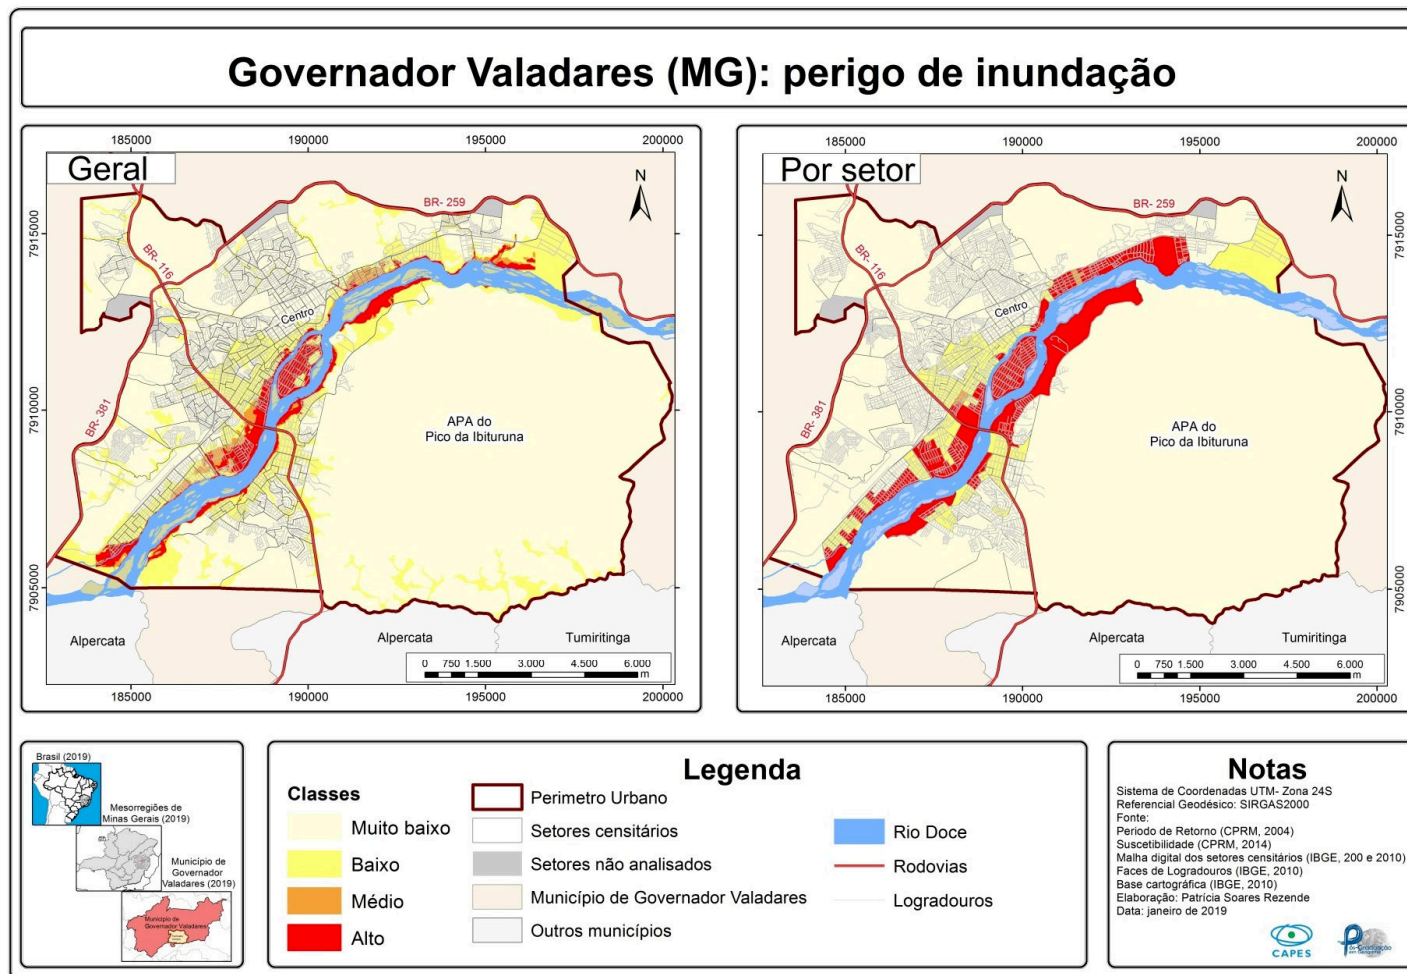 Governador Valadares (MG): perigo de inundação
Geral
185000
190000
195000
200000
7915000
7910000
7905000
N
BR- 259
BR- 116
BR- 381
Centro
APA do
Pico da Ibituruna
Alpercata
Alpercata
Tumiritinga
0 750 1.500 3.000 4.500 6.000
m
185000
190000
195000
200000
Por setor
185000
190000
195000
200000
7915000
7910000
7905000
N
BR- 259
BR- 116
BR- 381
Centro
APA do
Pico da Ibituruna
Alpercata
Alpercata
Tumiritinga
0 750 1.500 3.000 4.500 6.000
m
185000
190000
195000
200000
Brasil (2019)
Mesorregiões de
Minas Gerais (2019)
Município de
Governador
Valadares (2019)
Município de
Governador Valadares
Legenda
Classes
Muito baixo
Baixo
Médio
Alto
Perimetro Urbano
Setores censitários
Setores não analisados
Município de Governador Valadares
Outros municípios
Rio Doce
Rodovias
Logradouros
Notas
Sistema de Coordenadas UTM- Zona 24S
Referencial Geodésico: SIRGAS2000
Fonte:
Periodo de Retorno (CPRM, 2004)
Suscetibilidade (CPRM, 2014)
Malha digital dos setores censitários (IBGE, 200 e 2010)
Faces de Logradouros (IBGE, 2010)
Base cartográfica (IBGE, 2010)
Elaboração: Patrícia Soares Rezende
Data: janeiro de 2019
CAPES
Pós-Graduação
em Geografia